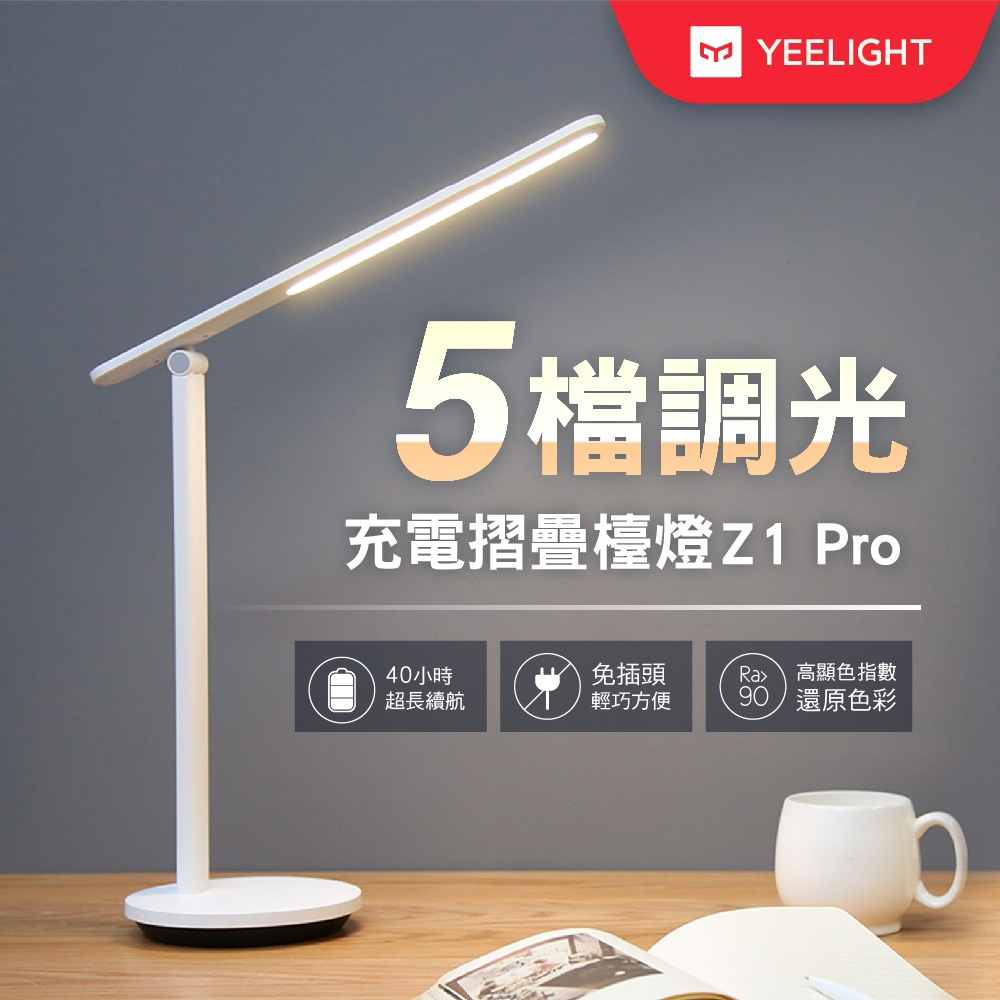 YEELIGHT
5檔調光
充電摺疊檯燈Z1 Pro
40小時
超長續航
免插頭
輕巧方便
Ra>
90
高顯色指數
還原色彩